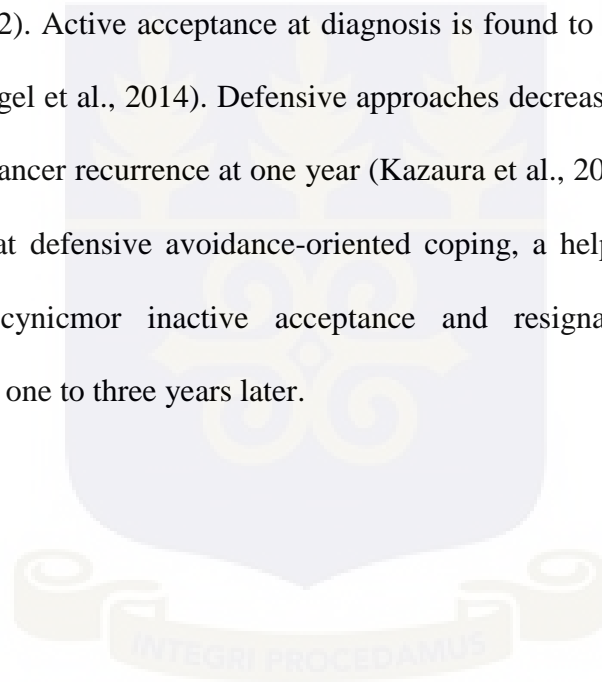 2). Active acceptance at diagnosis is found to
gel et al., 2014). Defensive approaches decreas
ancer recurrence at one year (Kazaura et al., 20
at defensive avoidance-oriented coping, a help
cynicmor inactive acceptance and resigna
one to three years later.
INTEGRI PROCEDAMUS